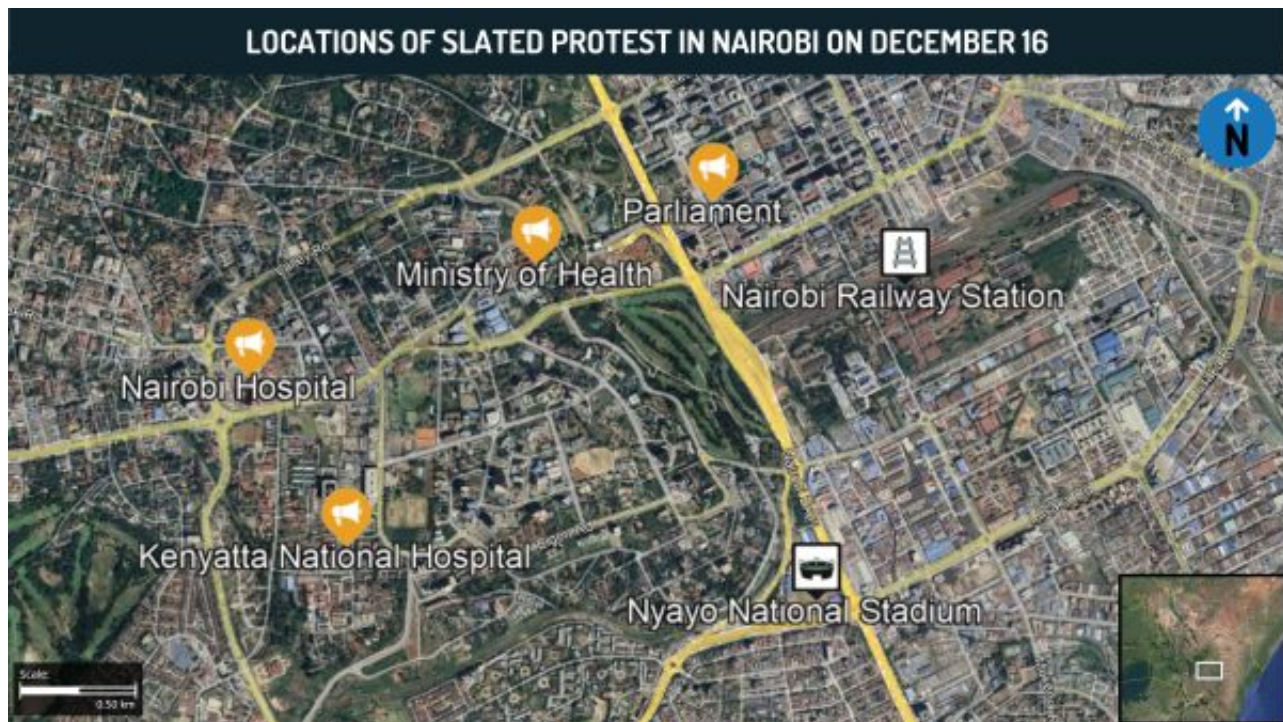 LOCATIONS OF SLATED PROTEST IN NAIROBI ON DECEMBER 16
N
Parliament
Ministry of Health
Nairobi Railway Station
Nairobi Hospital
Kenyatta National Hospital
Nyayo National Stadium
Scale:
0.50 km